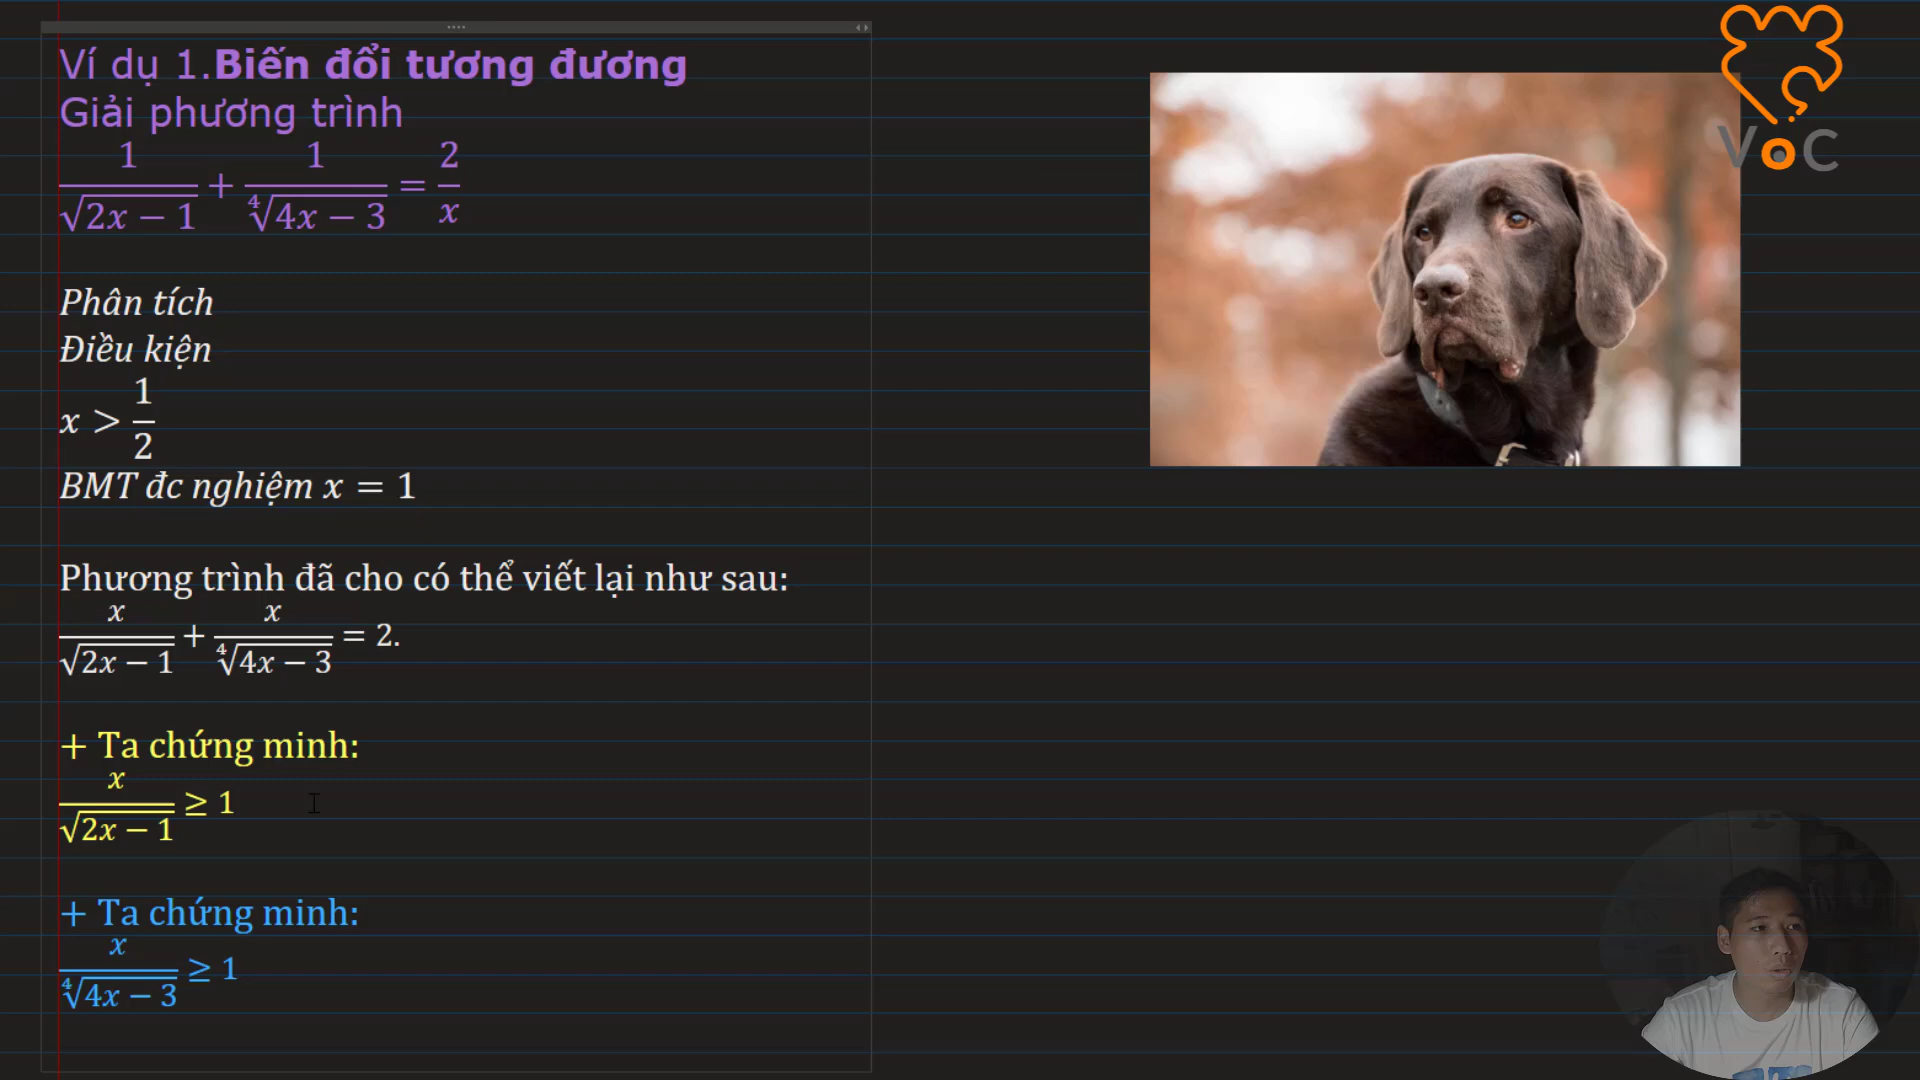 Ví dụ 1.Biến đổi tương đương
Giải phương trình
1/√(2x − 1) + 1/∜(4x − 3) = 2/x
Phân tích
Điều kiện
x > 1/2
BMT đc nghiệm x = 1
Phương trình đã cho có thể viết lại như sau:
x/√(2x − 1) + x/∜(4x − 3) = 2.
+ Ta chứng minh:
x/√(2x − 1) ≥ 1
+ Ta chứng minh:
x/∜(4x − 3) ≥ 1
VoC